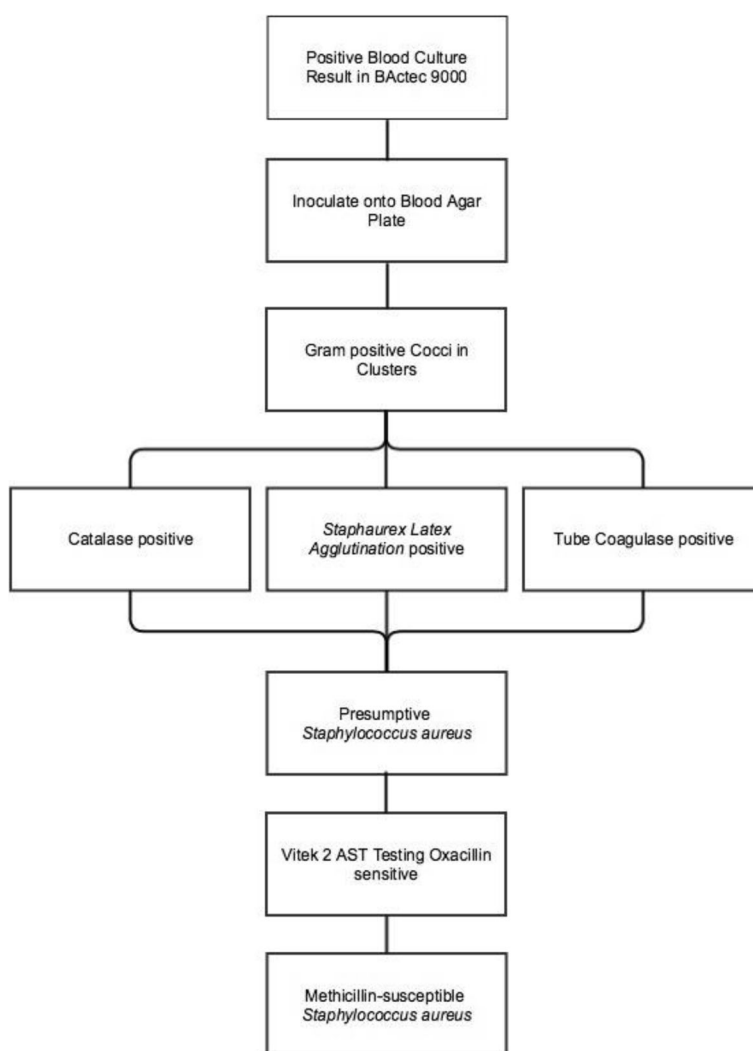 Positive Blood Culture
Result in BActec 9000
Inoculate onto Blood Agar
Plate
Gram positive Cocci in
Clusters
Catalase positive
Staphaurex Latex
Agglutination positive
Tube Coagulase positive
Presumptive
Staphylococcus aureus
Vitek 2 AST Testing Oxacillin
sensitive
Methicillin-susceptible
Staphylococcus aureus